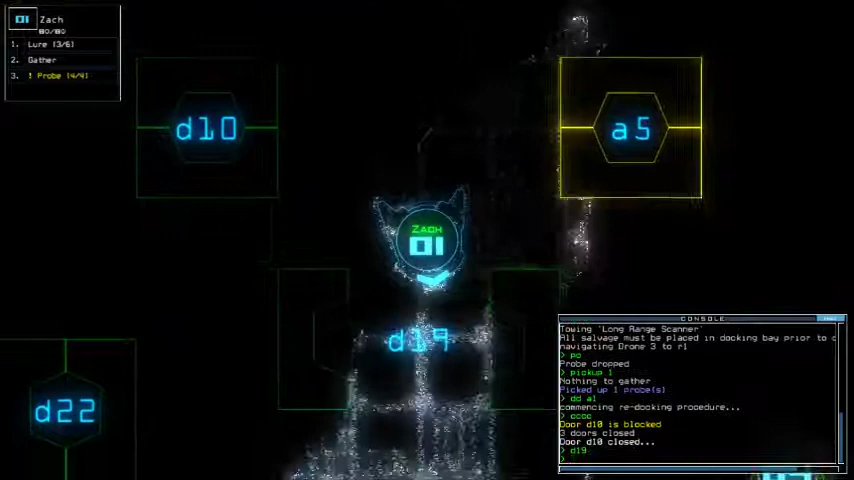 01 Zach
80/80
1. Lure [3/6]
2. Gather
3. ! Probe [4/4]
d10
a5
ZACH
01
d19
d22
CONSOLE
Towing 'Long Range Scanner'
All salvage must be placed in docking bay prior to
navigating Drone 3 to r1
> po
Probe dropped
> pickup 1
Nothing to gather
Picked up 1 probe(s)
> dd a1
commencing re-docking procedure...
> cccc
Door d10 is blocked
3 doors closed
Door d10 closed...
> d19
>